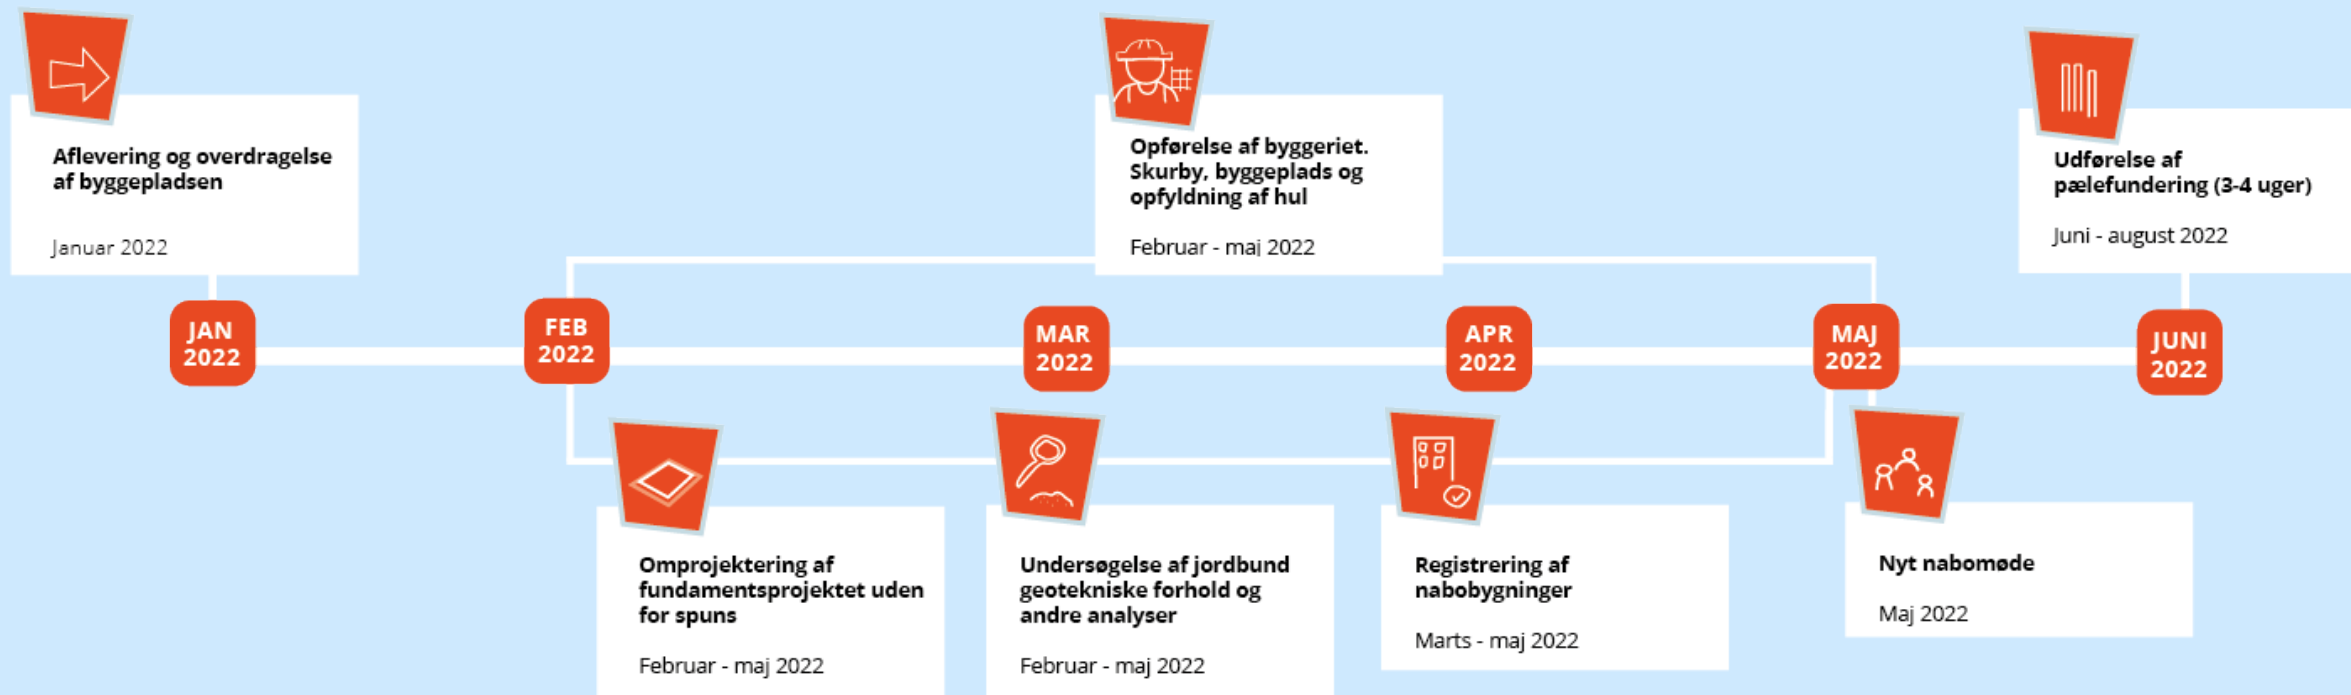 Aflevering og overdragelse
af byggepladsen
Januar 2022
Opførelse af byggeriet.
Skurby, byggeplads og
opfyldning af hul
Februar - maj 2022
Udførelse af
pælefundering (3-4 uger)
Juni - august 2022
JAN
2022
FEB
2022
MAR
2022
APR
2022
MAJ
2022
JUNI
2022
Omprojektering af
fundamentsprojektet uden
for spuns
Februar - maj 2022
Undersøgelse af jordbund
geotekniske forhold og
andre analyser
Februar - maj 2022
Registrering af
nabobygninger
Marts - maj 2022
Nyt nabomøde
Maj 2022